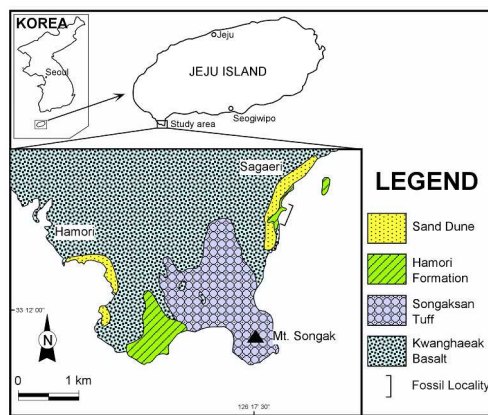 KOREA
Seoul
Jeju
JEJU ISLAND
Seogiwipo
Study area
Sagaeri
Hamori
33 12 00"
N
0 1 km
Mt. Songak
126 17' 30"
LEGEND
Sand Dune
Hamori
Formation
Songaksan
Tuff
Kwanghaeak
Basalt
Fossil Locality